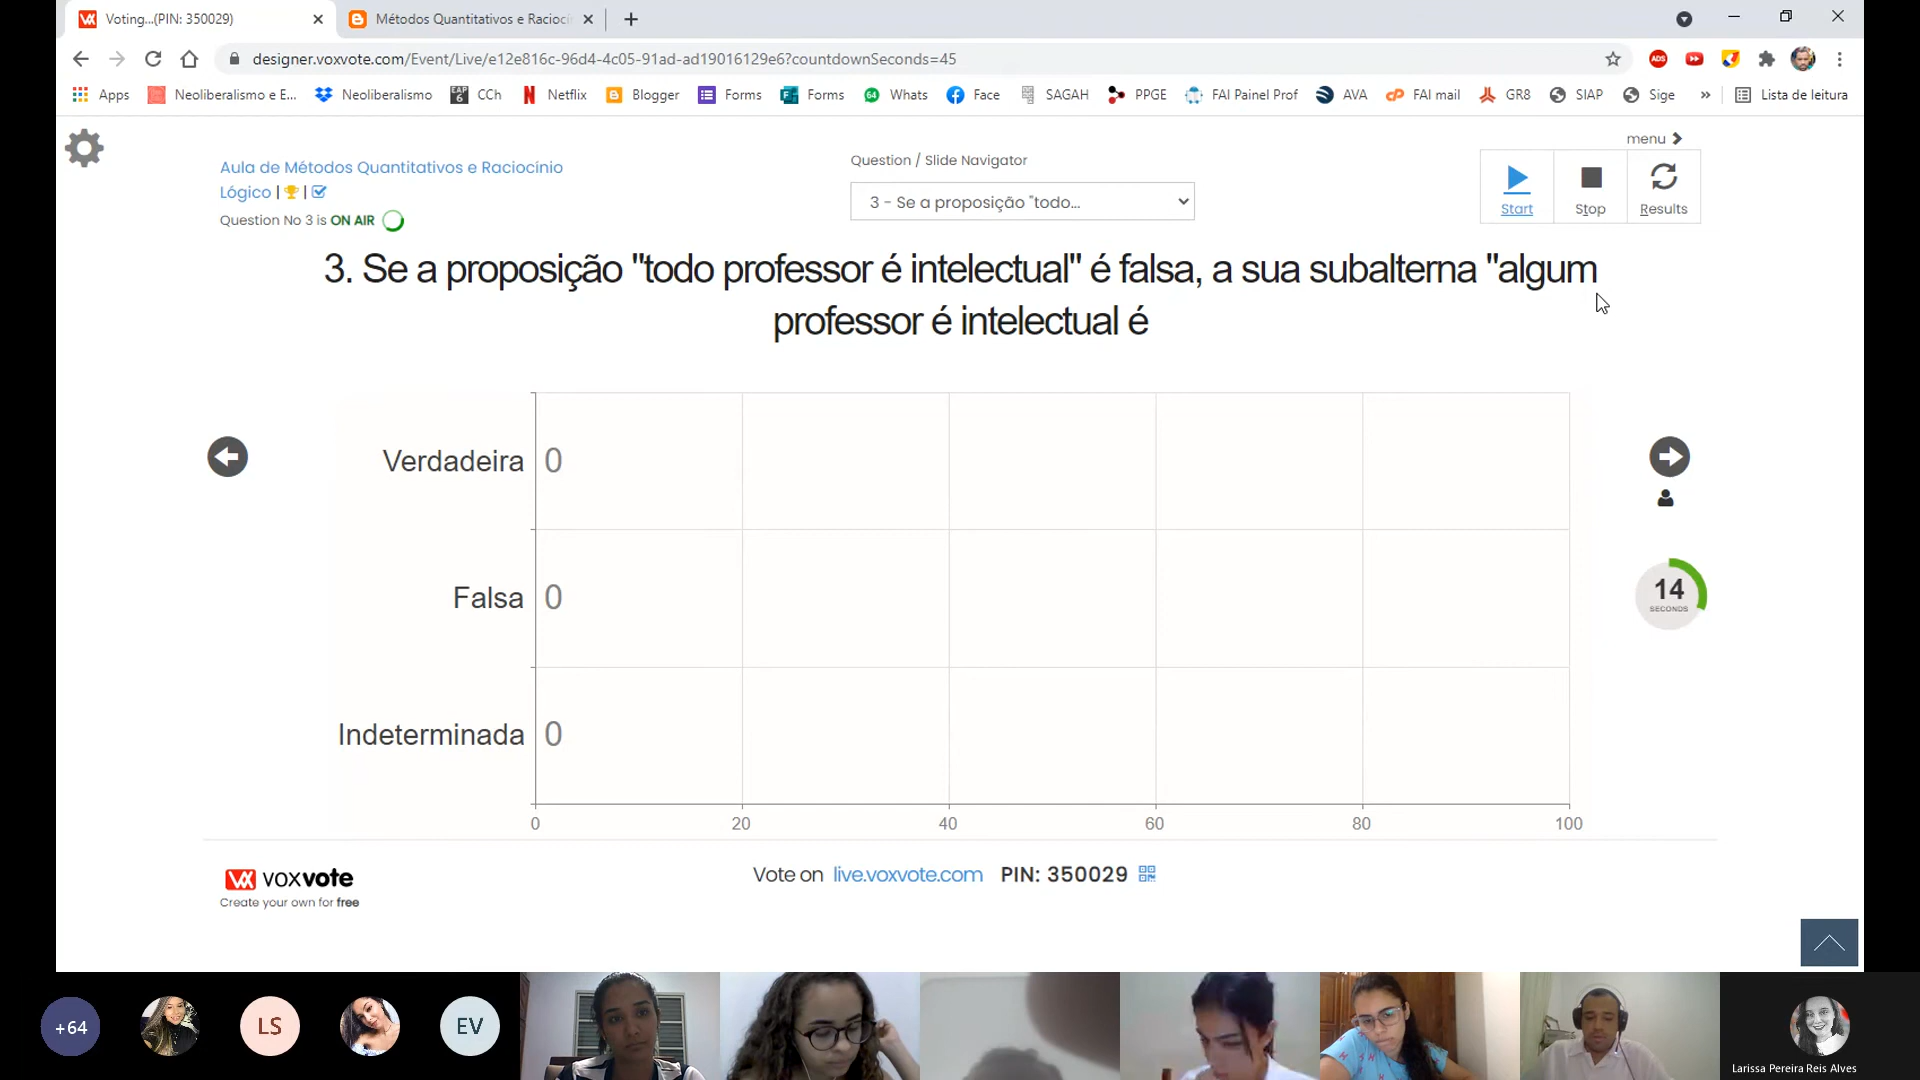 Voting...(PIN: 350029)
Métodos Quantitativos e Racioci
designer.voxvote.com/Event/Live/e12e816c-96d4-4c05-91ad-ad19016129e6?countdownSeconds=45
ADS
Apps
Neoliberalismo e E...
Neoliberalismo
EAP 6
CCh
Netflix
Blogger
Forms
Forms
64
Whats
Face
SAGAH
PPGE
FAI Painel Prof
AVA
FAI mail
GR8
SIAP
Sige
»
Lista de leitura
menu
Aula de Métodos Quantitativos e Raciocínio
Lógico | |
Question No 3 is ON AIR
Question / Slide Navigator
3 - Se a proposição "todo...
Start
Stop
Results
3. Se a proposição "todo professor é intelectual" é falsa, a sua subalterna "algum
professor é intelectual é
Verdadeira 0
Falsa 0
Indeterminada 0
0 20 40 60 80 100
14
SECONDS
voxvote
Create your own for free
Vote on live.voxvote.com PIN: 350029
+64
LS
EV
Larissa Pereira Reis Alves